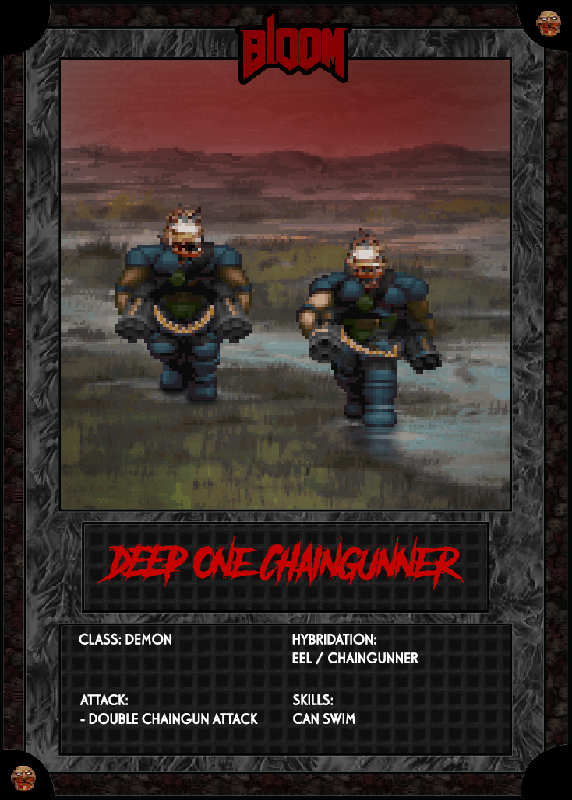 BLOOM
DEEP ONE CHAINGUNNER
CLASS: DEMON
HYBRIDATION:
EEL / CHAINGUNNER
ATTACK:
- DOUBLE CHAINGUN ATTACK
SKILLS:
CAN SWIM